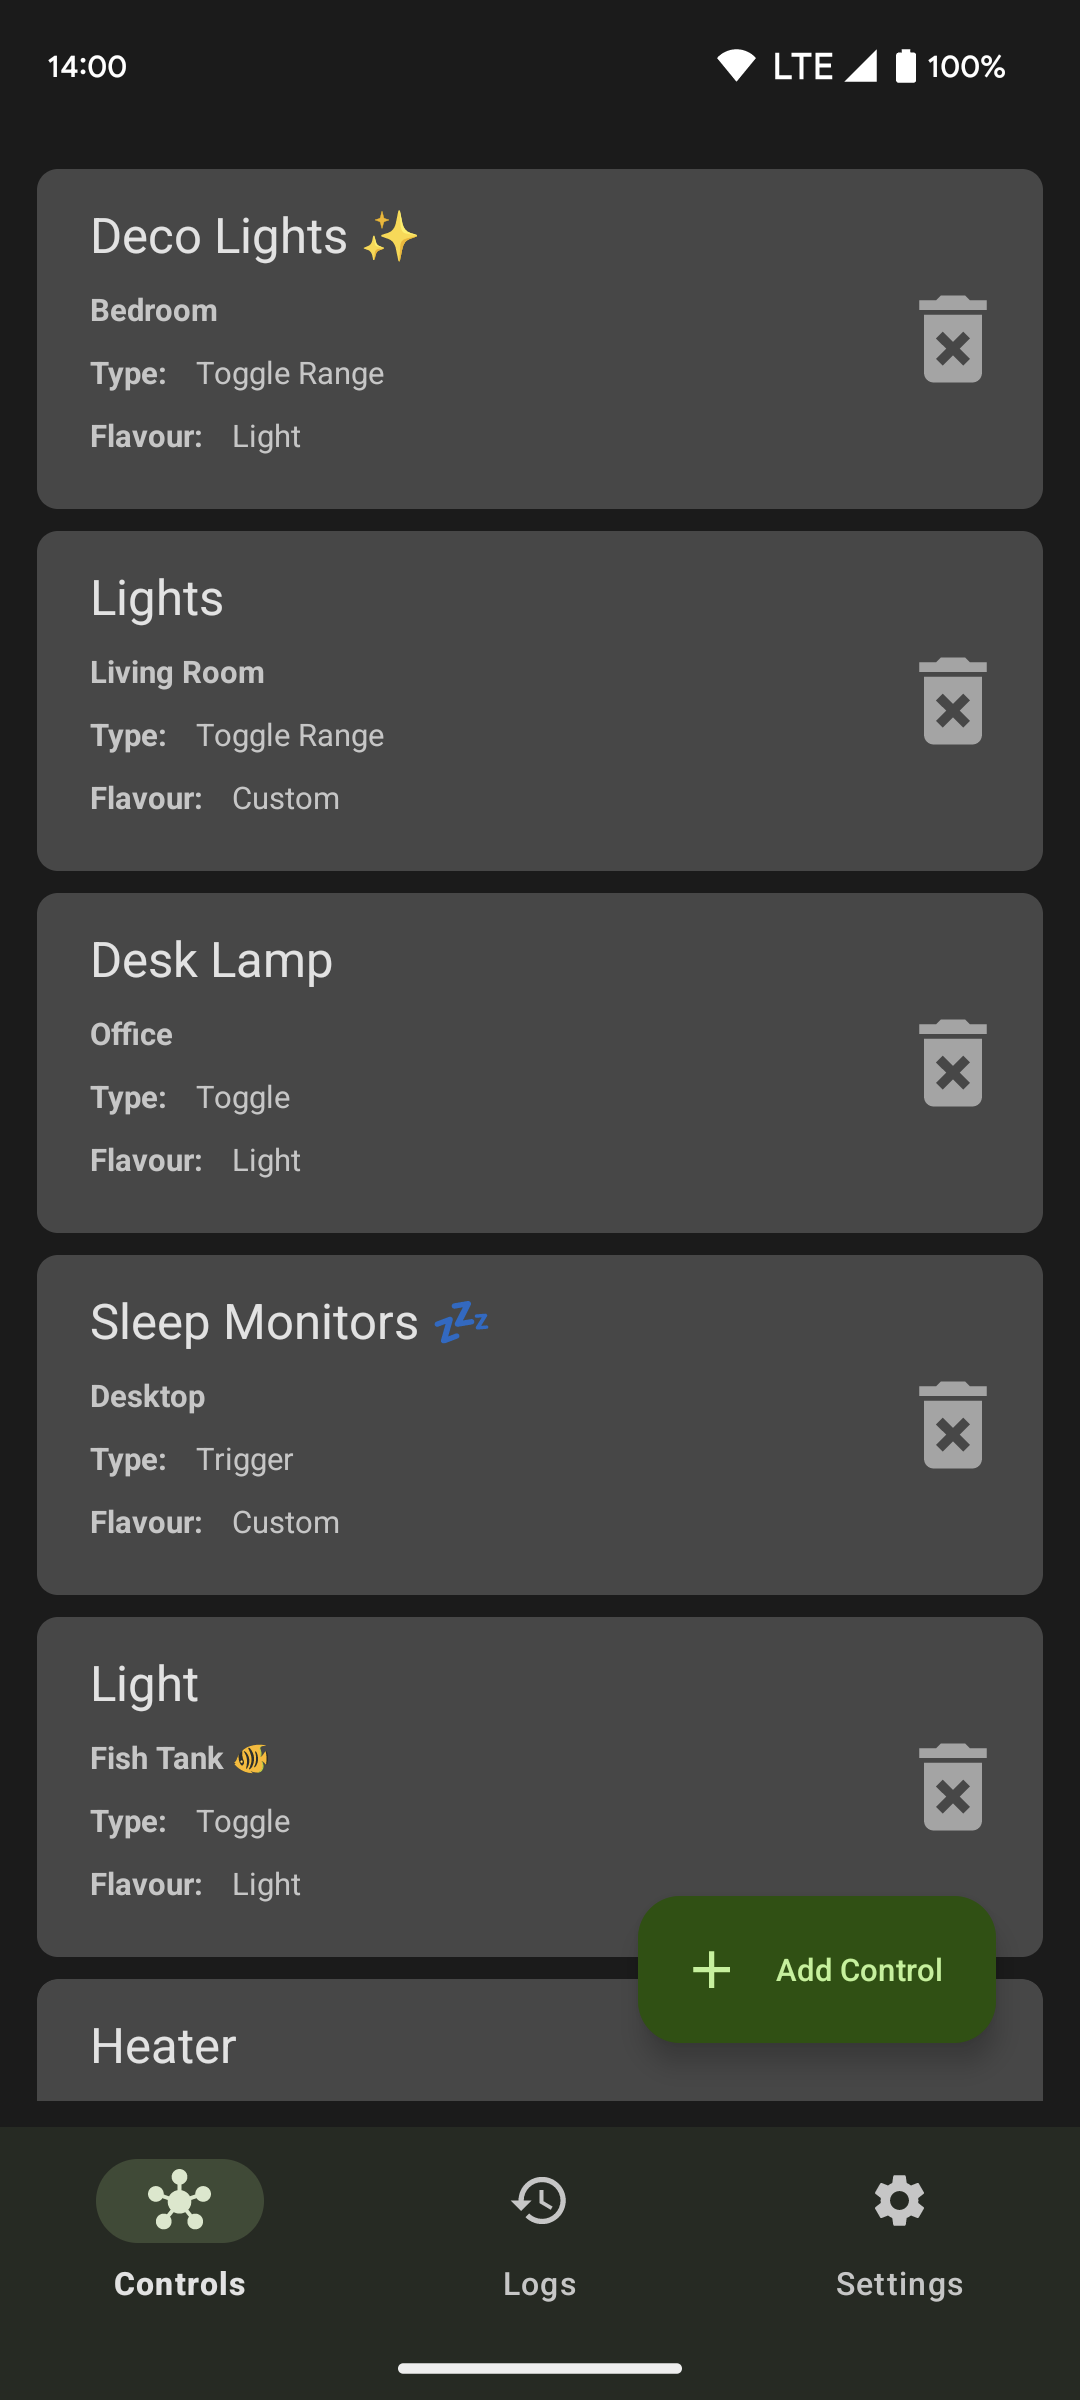 14:00 LTE 100%
Deco Lights ✨
Bedroom
Type: Toggle Range
Flavour: Light
Lights
Living Room
Type: Toggle Range
Flavour: Custom
Desk Lamp
Office
Type: Toggle
Flavour: Light
Sleep Monitors 💤
Desktop
Type: Trigger
Flavour: Custom
Light
Fish Tank 🐠
Type: Toggle
Flavour: Light
Add Control
Heater
Controls Logs Settings